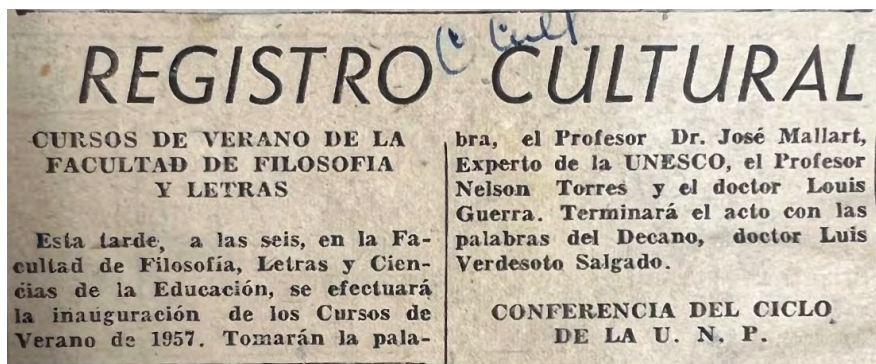 C Cult
REGISTRO CULTURAL
CURSOS DE VERANO DE LA
FACULTAD DE FILOSOFIA
Y LETRAS
Esta tarde, a las seis, en la Fa-
cultad de Filosofía, Letras y Cien-
cias de la Educación, se efectuará
la inauguración de los Cursos de
Verano de 1957. Tomarán la pala-
bra, el Profesor Dr. José Mallart,
Experto de la UNESCO, el Profesor
Nelson Torres y el doctor Louis
Guerra. Terminará el acto con las
palabras del Decano, doctor Luis
Verdesoto Salgado.
CONFERENCIA DEL CICLO
DE LA U. N. P.